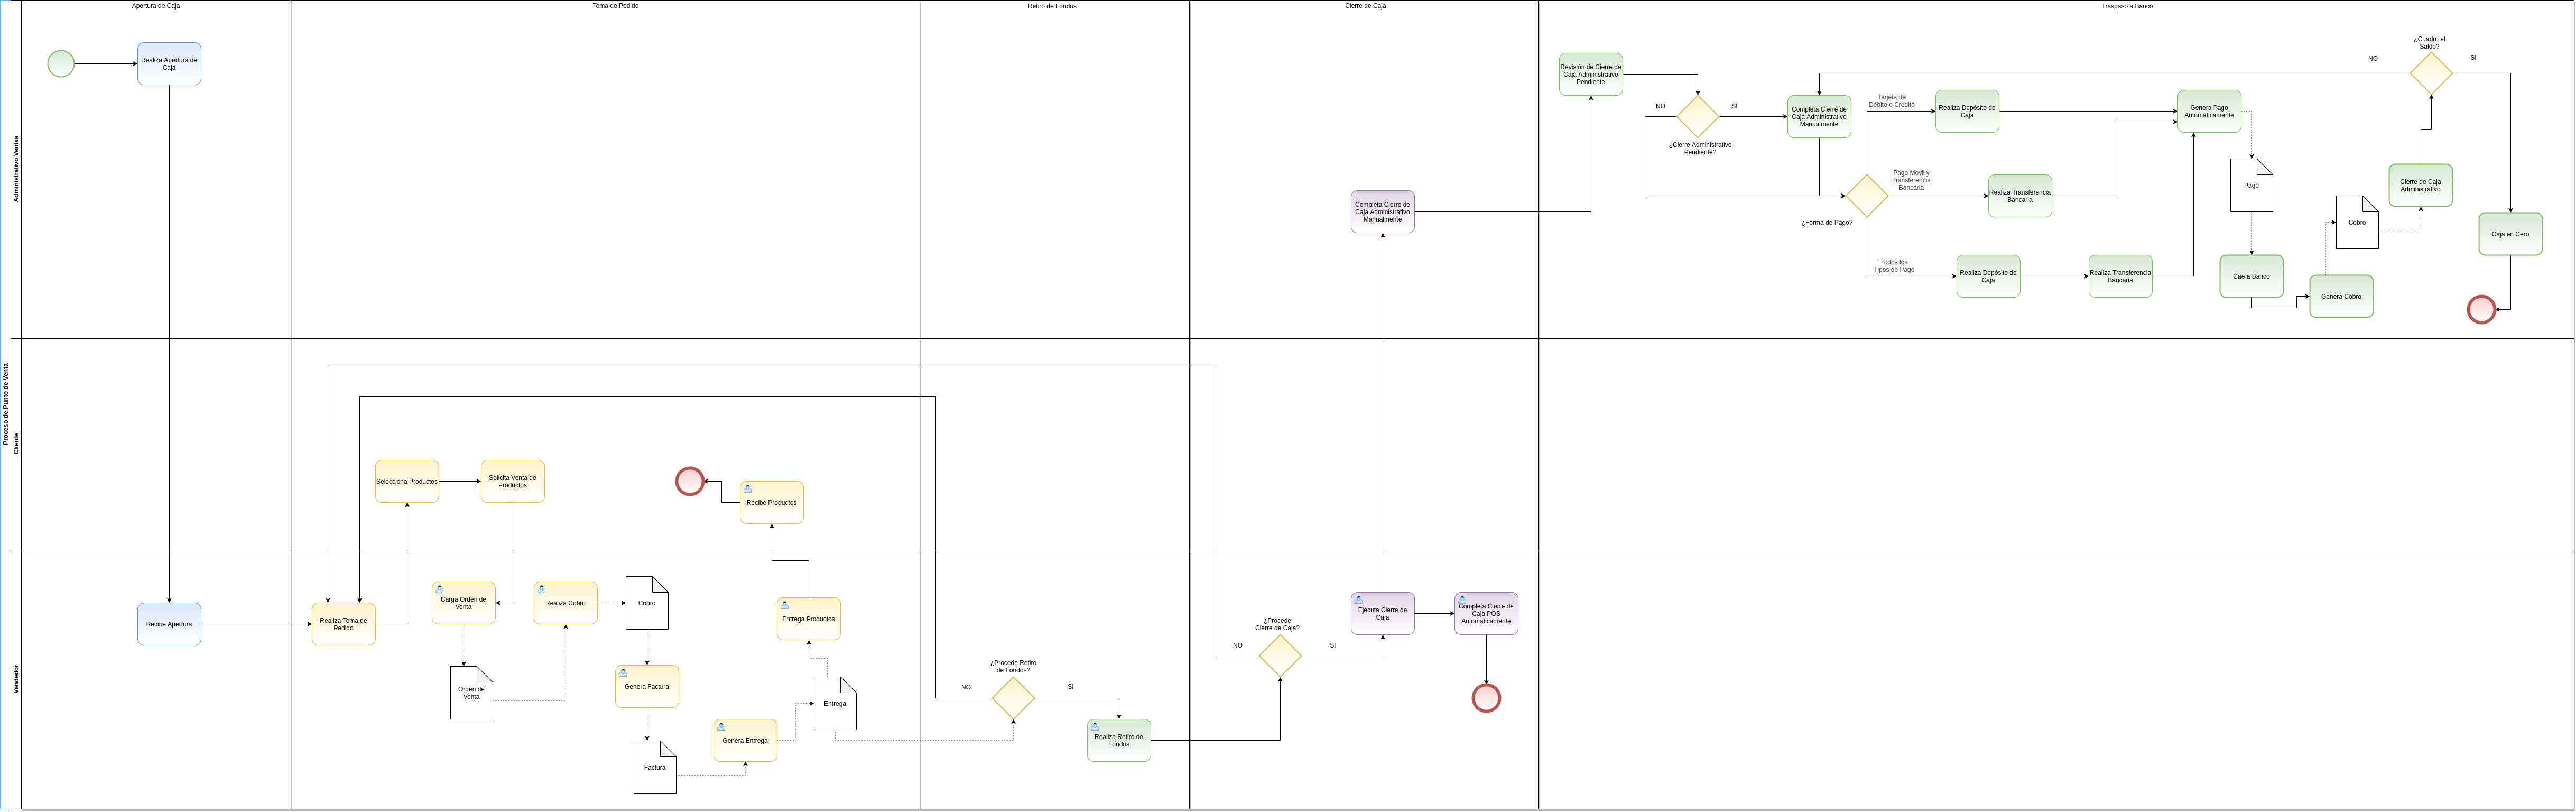 Apertura de Caja
Toma de Pedido
Retiro de Fondos
Cierre de Caja
Traspaso a Banco
Proceso de Punto de Venta
Administrativo Ventas
Realiza Apertura de
Caja
Completa Cierre de
Caja Administrativo
Manualmente
Revisión de Cierre de
Caja Administrativo
Pendiente
NO
SI
¿Cierre Administrativo
Pendiente?
Completa Cierre de
Caja Administrativo
Manualmente
¿Forma de Pago?
Tarjeta de
Débito o Crédito
Realiza Depósito de
Caja
Pago Móvil y
Transferencia
Bancaria
Realiza Transferencia
Bancaria
Todos los
Tipos de Pago
Realiza Depósito de
Caja
Realiza Transferencia
Bancaria
Genera Pago
Automáticamente
Pago
Cae a Banco
Genera Cobro
Cobro
Cierre de Caja
Administrativo
¿Cuadro el
Saldo?
NO
SI
Caja en Cero
Cliente
Selecciona Productos
Solicita Venta de
Productos
Recibe Productos
Vendedor
Recibe Apertura
Realiza Toma de
Pedido
Carga Orden de
Venta
Orden de
Venta
Realiza Cobro
Cobro
Genera Factura
Factura
Genera Entrega
Entrega
Entrega Productos
¿Procede Retiro
de Fondos?
NO
SI
Realiza Retiro de
Fondos
¿Procede
Cierre de Caja?
NO
SI
Ejecuta Cierre de
Caja
Completa Cierre de
Caja POS
Automáticamente